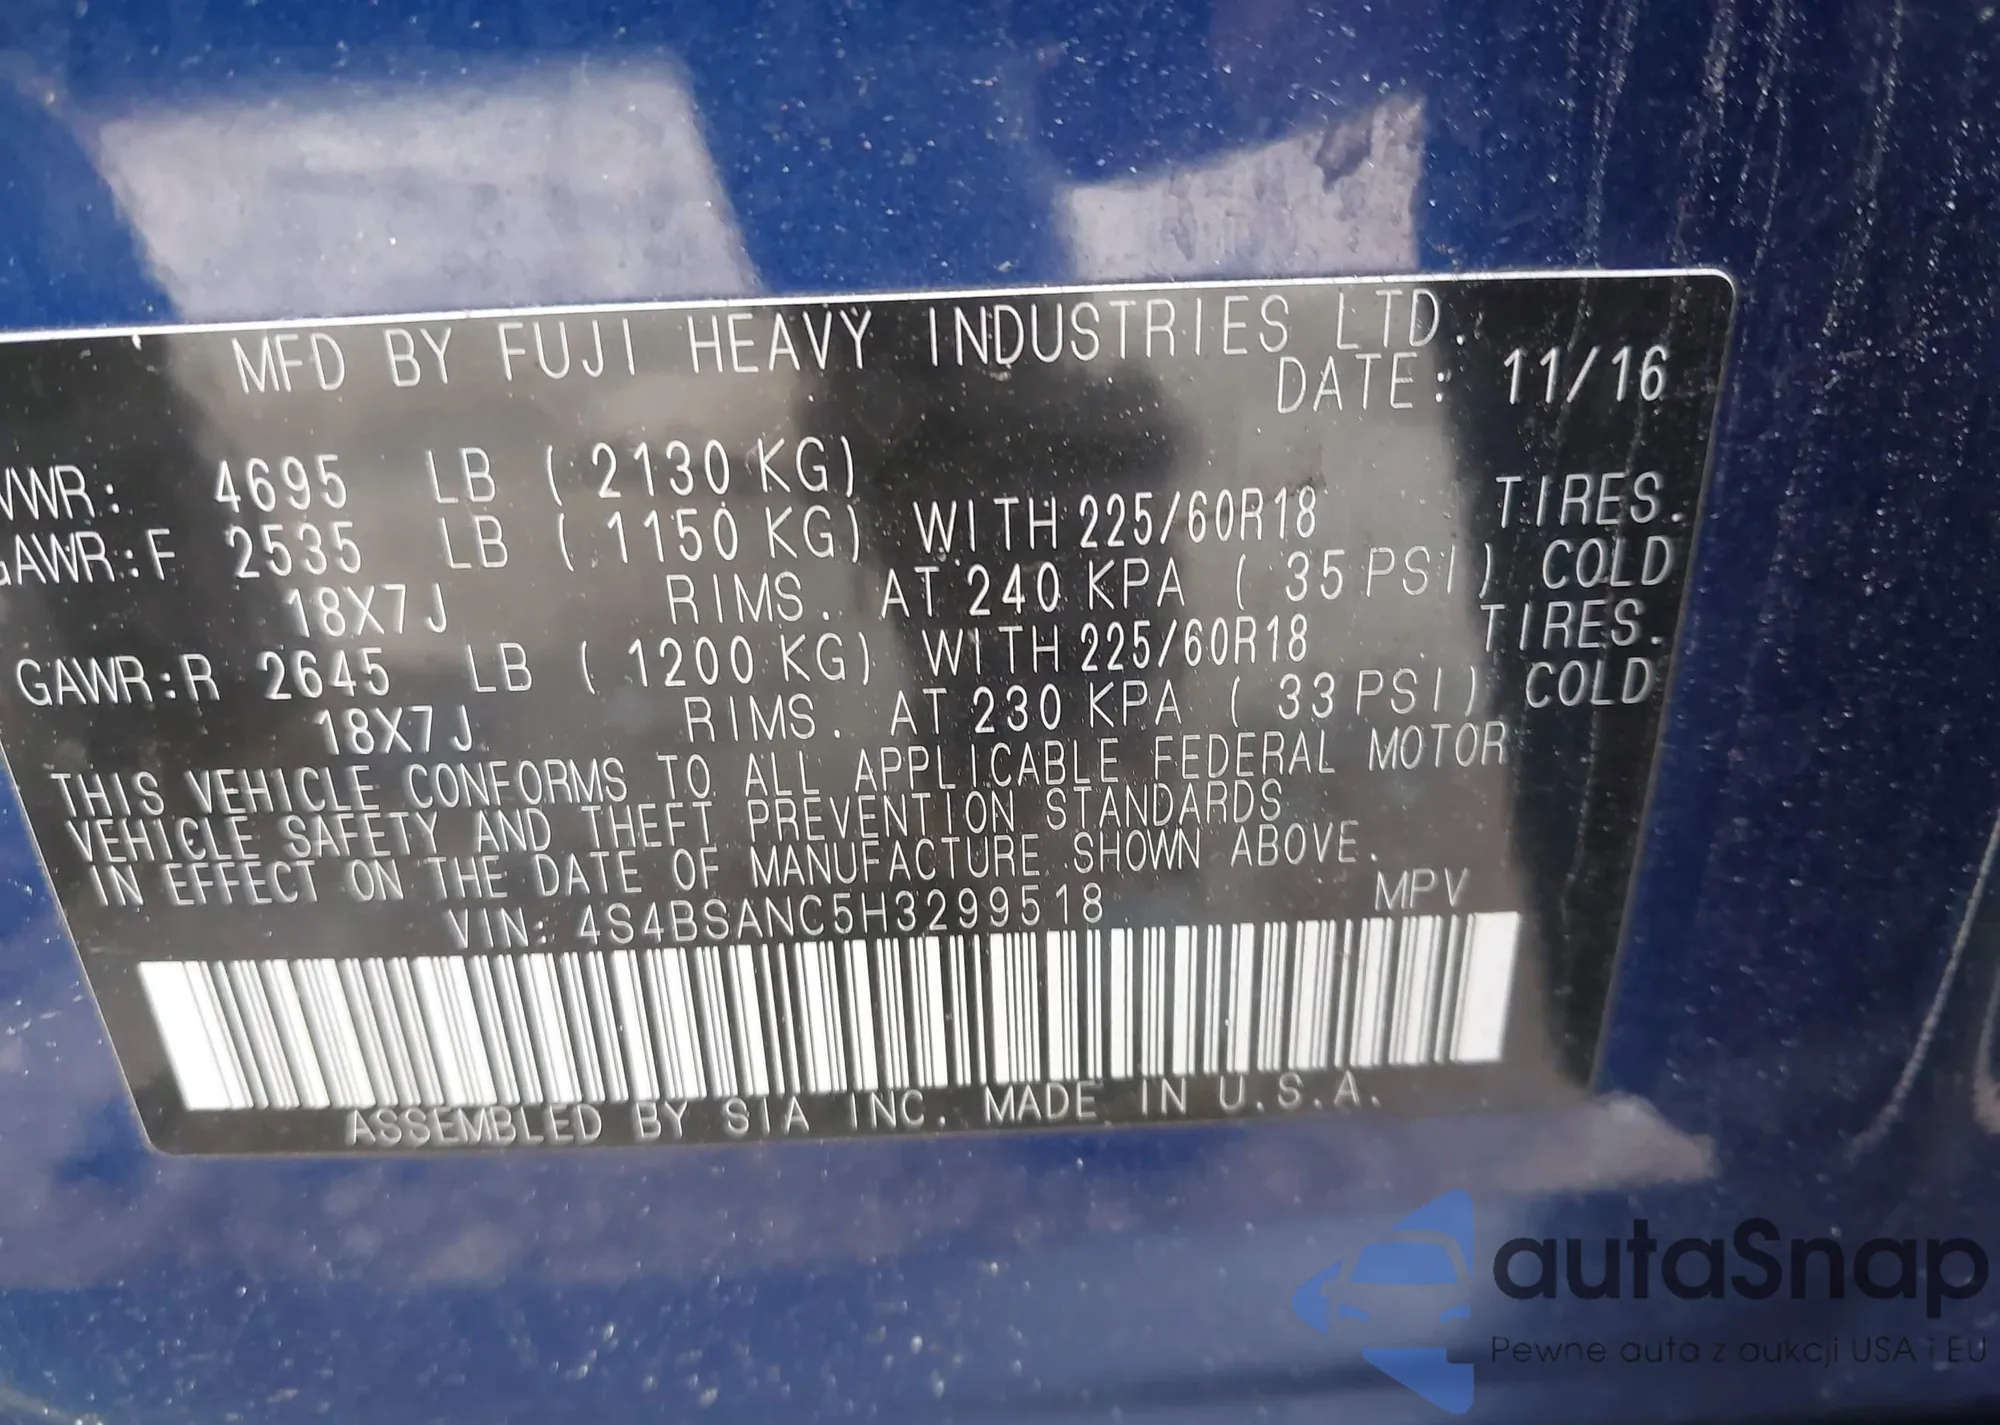 MFD BY FUJI HEAVY INDUSTRIES LTD.
DATE: 11/16
VWR: 4695 LB ( 2130 KG)
GAWR:F 2535 LB ( 1150 KG) WITH 225/60R18 TIRES.
18X7J RIMS. AT 240 KPA ( 35 PSI) COLD
GAWR:R 2645 LB ( 1200 KG) WITH 225/60R18 TIRES.
18X7J RIMS. AT 230 KPA ( 33 PSI) COLD
THIS VEHICLE CONFORMS TO ALL APPLICABLE FEDERAL MOTOR
VEHICLE SAFETY AND THEFT PREVENTION STANDARDS
IN EFFECT ON THE DATE OF MANUFACTURE SHOWN ABOVE.
VIN: 4S4BSANC5H3299518 MPV
ASSEMBLED BY SIA INC. MADE IN U.S.A.
autaSnap
Pewne auta z aukcji USA i EU